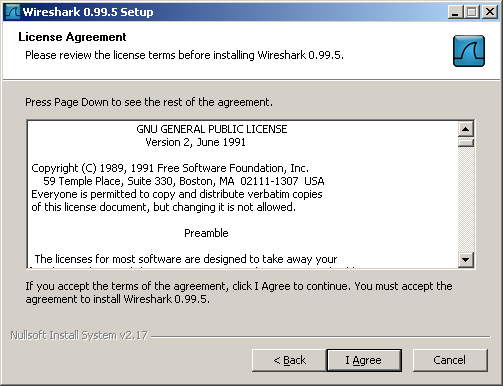 Wireshark 0.99.5 Setup
License Agreement
Please review the license terms before installing Wireshark 0.99.5.
Press Page Down to see the rest of the agreement.
GNU GENERAL PUBLIC LICENSE
Version 2, June 1991
Copyright (C) 1989, 1991 Free Software Foundation, Inc.
59 Temple Place, Suite 330, Boston, MA  02111-1307  USA
Everyone is permitted to copy and distribute verbatim copies
of this license document, but changing it is not allowed.
Preamble
The licenses for most software are designed to take away your
If you accept the terms of the agreement, click I Agree to continue. You must accept the
agreement to install Wireshark 0.99.5.
Nullsoft Install System v2.17
< Back
I Agree
Cancel